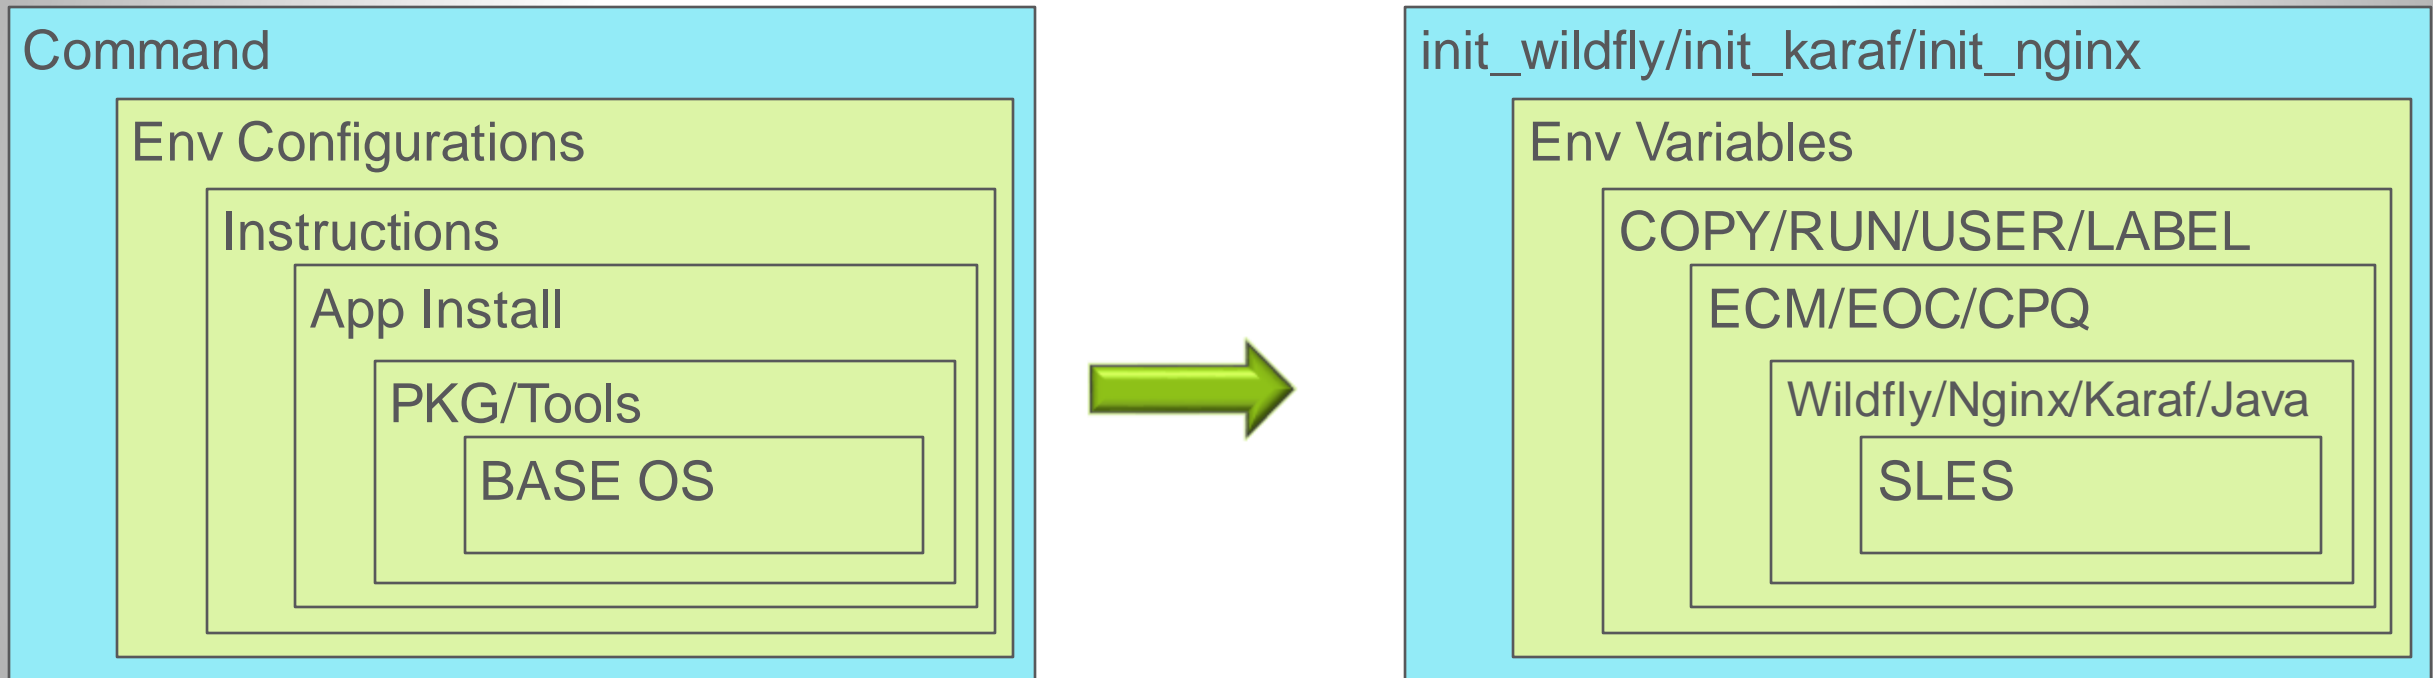 Command
Env Configurations
Instructions
App Install
PKG/Tools
BASE OS
init_wildfly/init_karaf/init_nginx
Env Variables
COPY/RUN/USER/LABEL
ECM/EOC/CPQ
Wildfly/Nginx/Karaf/Java
SLES